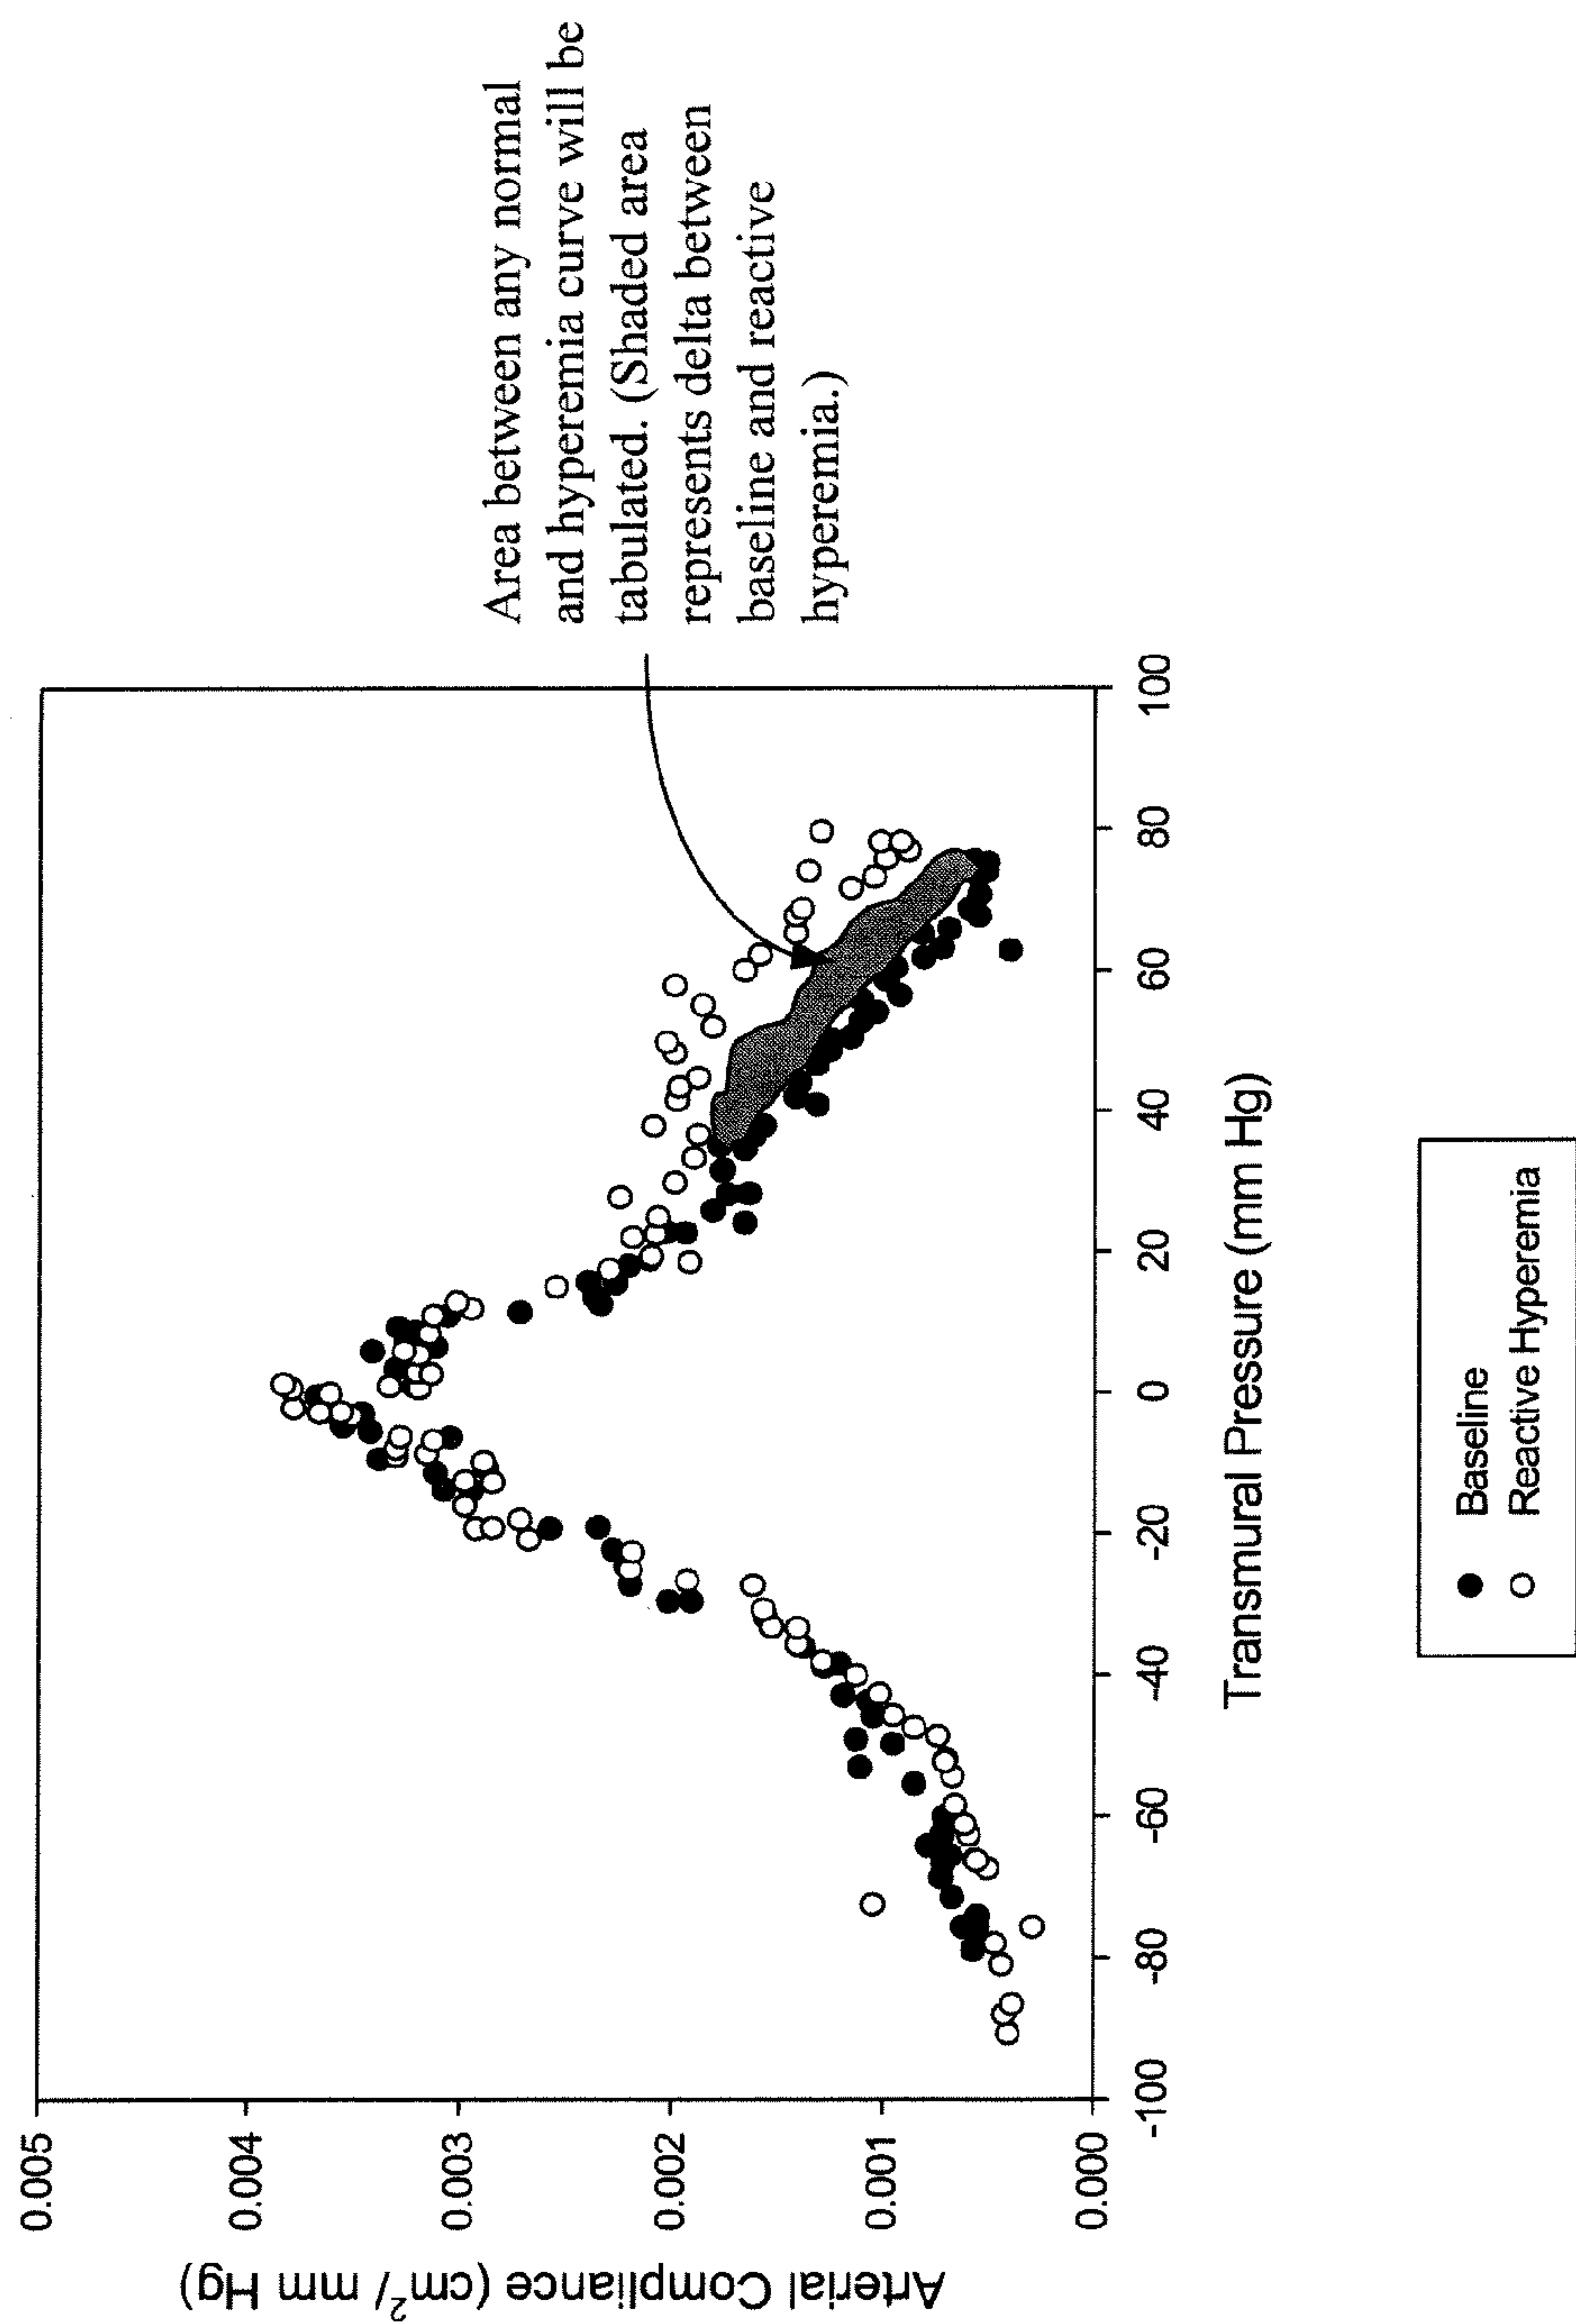 Arterial Compliance (cm²/ mm Hg)
0.005
0.004
0.003
0.002
0.001
0.000
-100
-80
-60
-40
-20
0
20
40
60
80
100
Transmural Pressure (mm Hg)
Area between any normal
and hyperemia curve will be
tabulated. (Shaded area
represents delta between
baseline and reactive
hyperemia.)
Baseline
Reactive Hyperemia